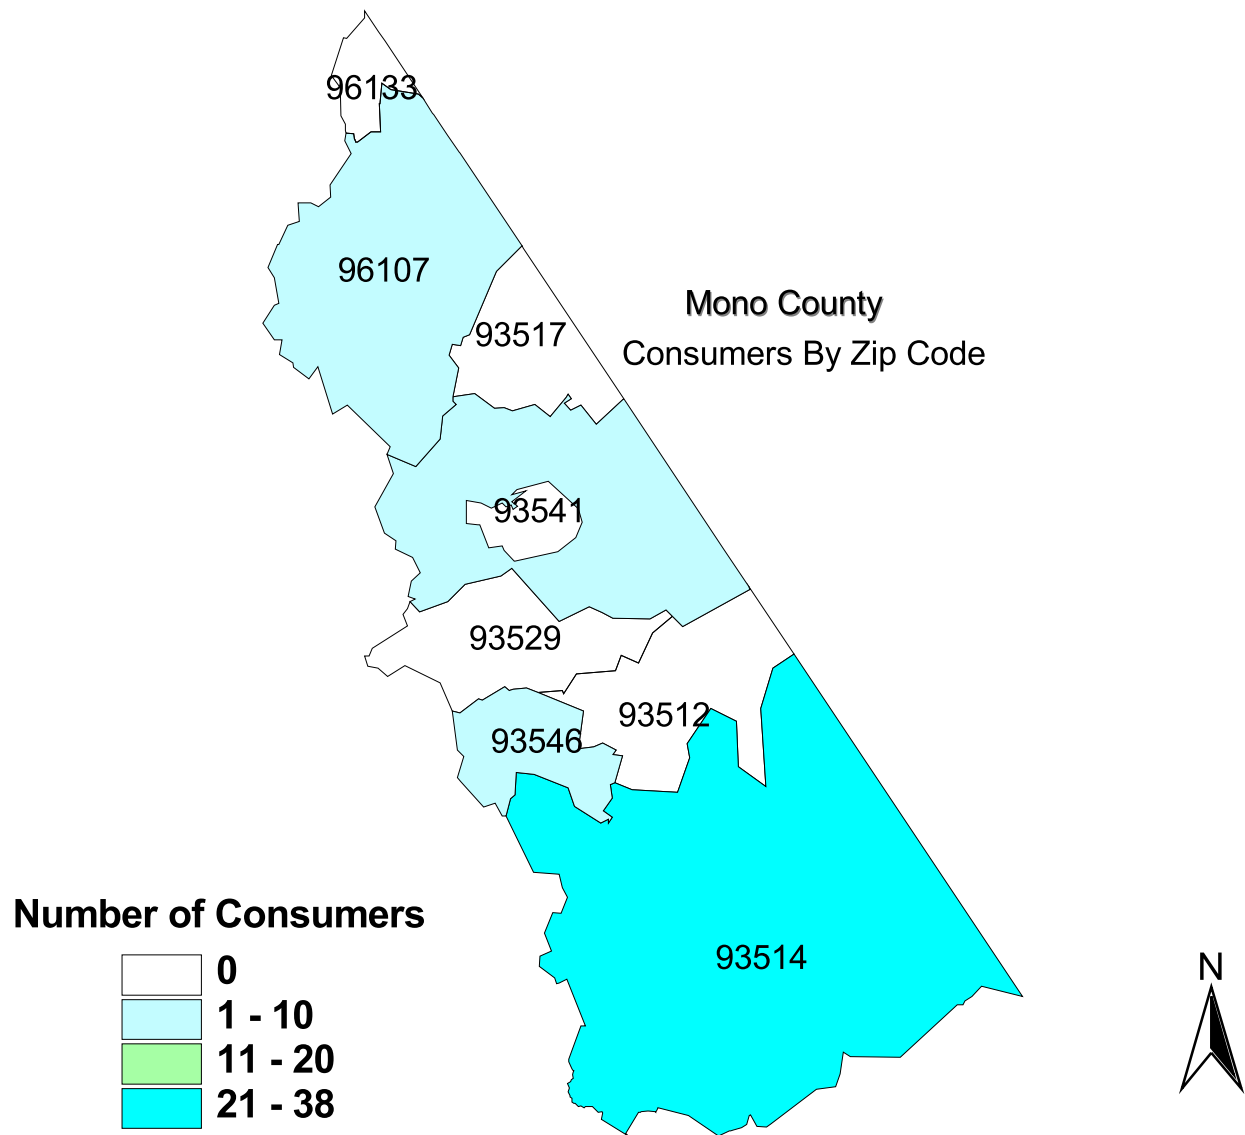 96133
96107
Mono County
93517
Consumers By Zip Code
93541
93529
93512
93546
Number of Consumers
93514
N
0
1 - 10
11 - 20
21 - 38